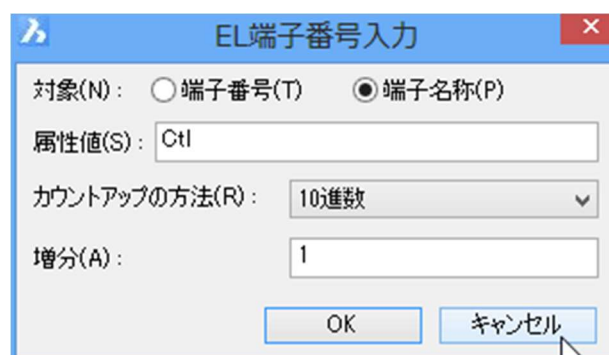 EL端子番号入力
対象(N): 端子番号(T) 端子名称(P)
属性値(S): Ctl
カウントアップの方法(R): 10進数
増分(A): 1
OK キャンセル